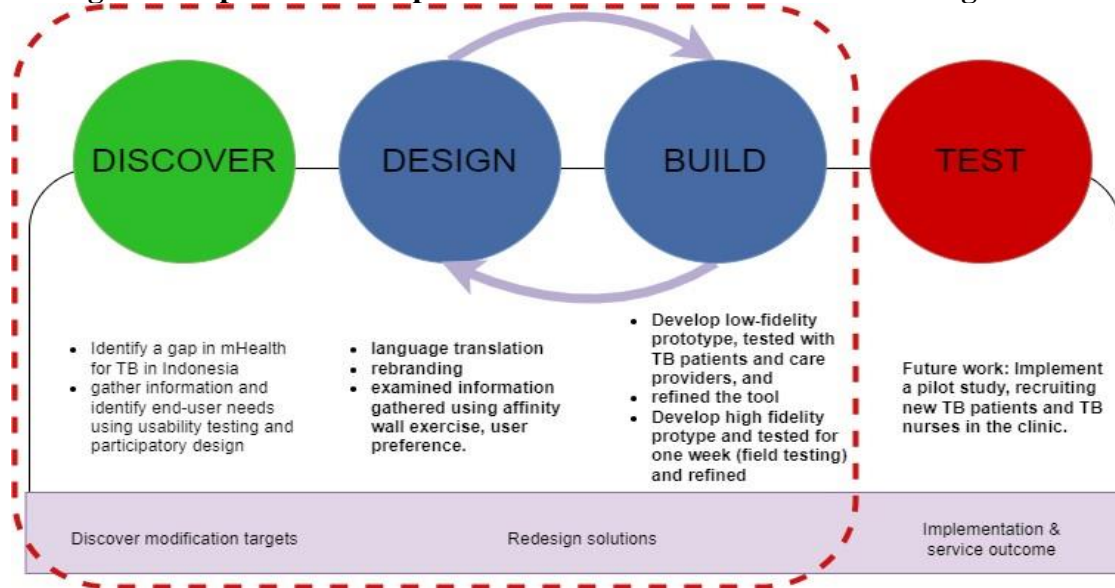 DISCOVER
DESIGN
BUILD
TEST
• Identify a gap in mHealth
for TB in Indonesia
• gather information and
identify end-user needs
using usability testing and
participatory design
• language translation
• rebranding
• examined information
gathered using affinity
wall exercise, user
preference.
• Develop low-fidelity
prototype, tested with
TB patients and care
providers, and
• refined the tool
• Develop high fidelity
protype and tested for
one week (field testing)
and refined
Future work: Implement
a pilot study, recruiting
new TB patients and TB
nurses in the clinic.
Discover modification targets
Redesign solutions
Implementation &
service outcome